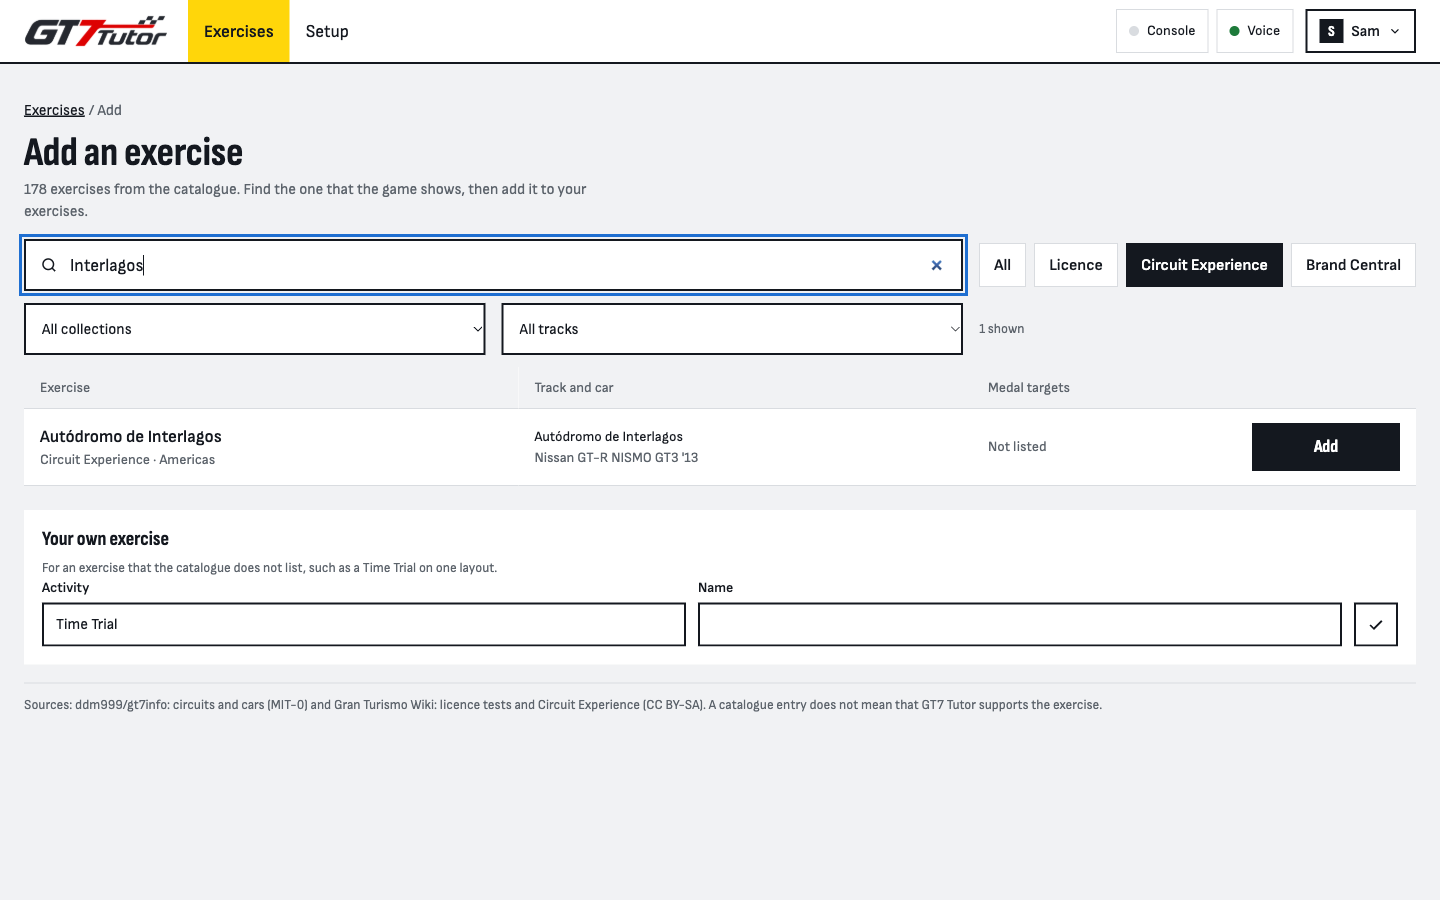 GT7Tutor
Exercises
Setup
Console
Voice
S
Sam
Exercises / Add
Add an exercise
178 exercises from the catalogue. Find the one that the game shows, then add it to your
exercises.
Interlagos
All
Licence
Circuit Experience
Brand Central
All collections
All tracks
1 shown
Exercise
Track and car
Medal targets
Autódromo de Interlagos
Circuit Experience · Americas
Autódromo de Interlagos
Nissan GT-R NISMO GT3 '13
Not listed
Add
Your own exercise
For an exercise that the catalogue does not list, such as a Time Trial on one layout.
Activity
Name
Time Trial
Sources: ddm999/gt7info: circuits and cars (MIT-0) and Gran Turismo Wiki: licence tests and Circuit Experience (CC BY-SA). A catalogue entry does not mean that GT7 Tutor supports the exercise.